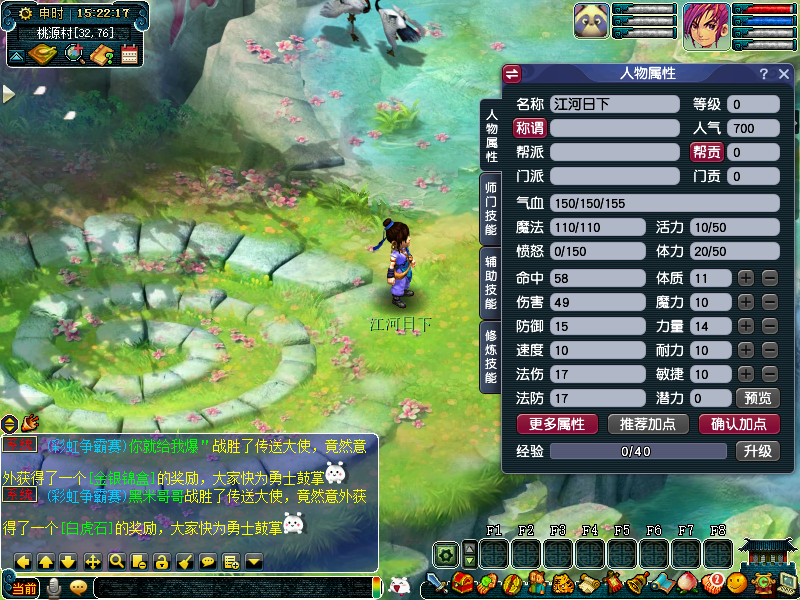 申时 15:22:17
桃源村[32,76]
人物属性
名称 江河日下 等级 0
称谓 人气 700
帮派 帮贡 0
门派 门贡 0
气血 150/150/155
魔法 110/110 活力 10/50
愤怒 0/150 体力 20/50
命中 58 体质 11
伤害 49 魔力 10
防御 15 力量 14
速度 10 耐力 10
法伤 17 敏捷 10
法防 17 潜力 0 预览
更多属性 推荐加点 确认加点
经验 0/40 升级
人物属性
师门技能
辅助技能
修炼技能
江河日下
(彩虹争霸赛)你就给我爆”战胜了传送大使，竟然意
外获得了一个[金银锦盒]的奖励，大家快为勇士鼓掌
(彩虹争霸赛)黑米哥哥战胜了传送大使，竟然意外获
得了一个[白虎石]的奖励，大家快为勇士鼓掌
F1 F2 F3 F4 F5 F6 F7 F8
当前
2